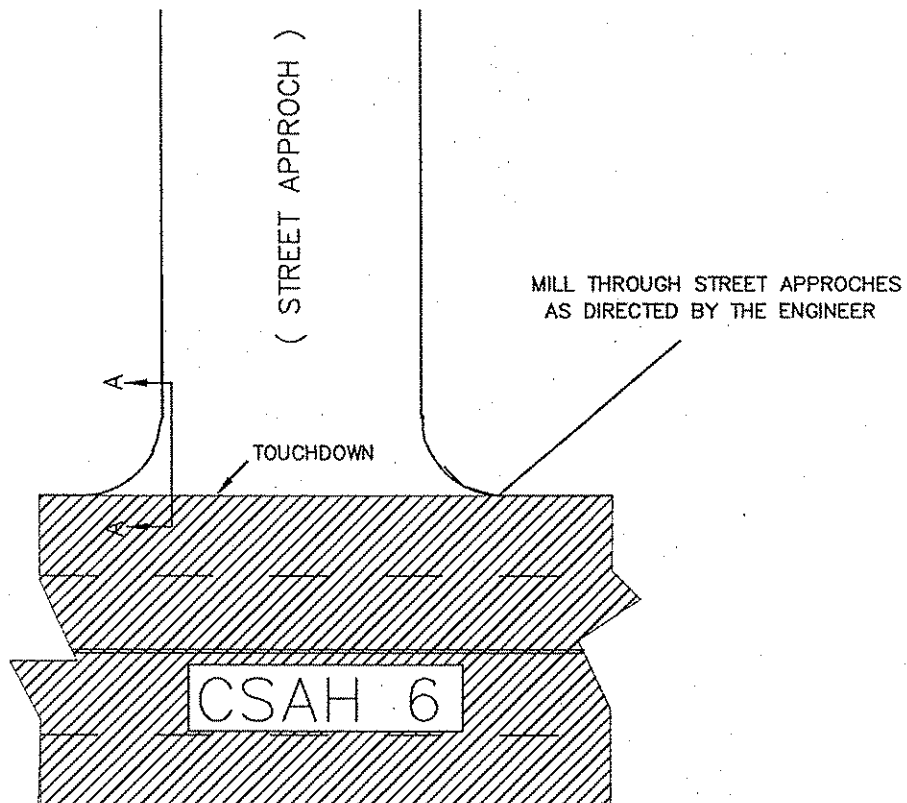 ( STREET APPROCH )
MILL THROUGH STREET APPROCHES
AS DIRECTED BY THE ENGINEER
A
TOUCHDOWN
A
CSAH 6